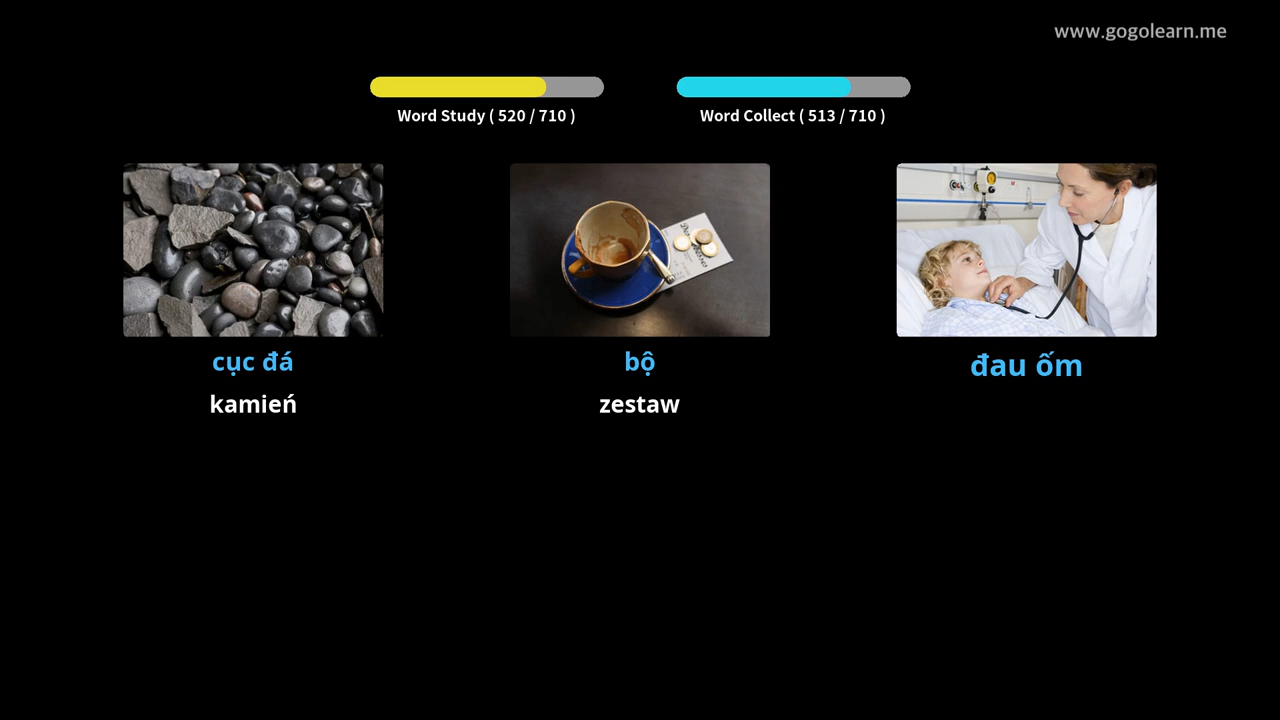 www.gogolearn.me
Word Study ( 520 / 710 )
Word Collect ( 513 / 710 )
cục đá
bộ
đau ốm
kamień
zestaw